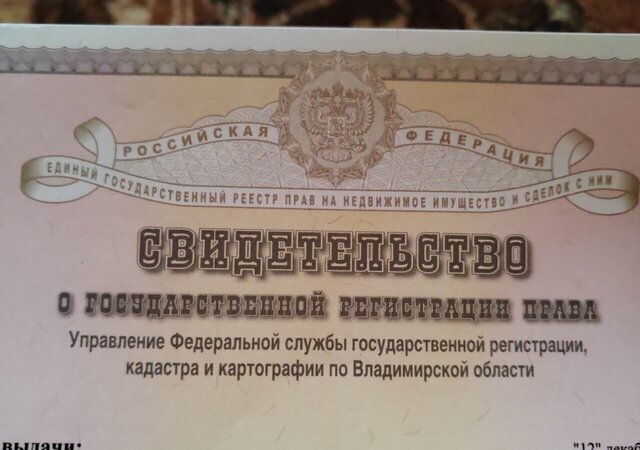 РОССИЙСКАЯ ФЕДЕРАЦИЯ
ЕДИНЫЙ ГОСУДАРСТВЕННЫЙ РЕЕСТР ПРАВ НА НЕДВИЖИМОЕ ИМУЩЕСТВО И СДЕЛОК С НИМ
СВИДЕТЕЛЬСТВО
О ГОСУДАРСТВЕННОЙ РЕГИСТРАЦИИ ПРАВА
Управление Федеральной службы государственной регистрации,
кадастра и картографии по Владимирской области
выдачи: "12" декаб